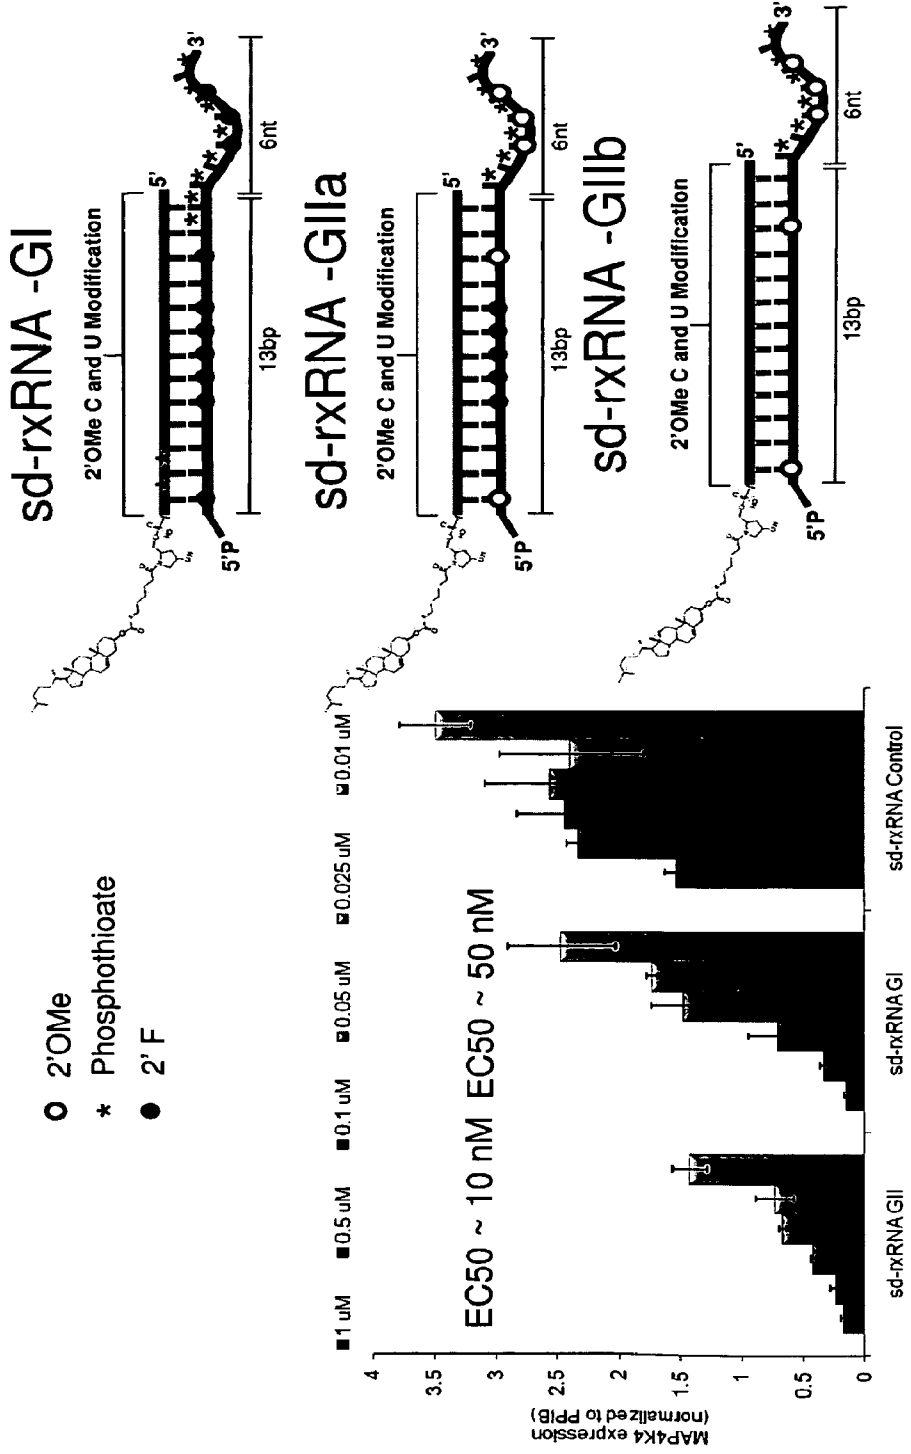 O 2'OMe
* Phosphothioate
● 2' F
■ 1 uM ■ 0.5 uM ■ 0.1 uM ■ 0.05 uM ■ 0.025 uM ■ 0.01 uM
MAP4K4 expression
(normalized to PPIB)
4
3.5
3
2.5
2
1.5
1
0.5
0
EC50 ~ 10 nM EC50 ~ 50 nM
sd-rxRNA GII
sd-rxRNA GI
sd-rxRNA Control
sd-rxRNA -GI
2'OMe C and U Modification
5'
3'
5'P
13bp
6nt
sd-rxRNA -GIIa
2'OMe C and U Modification
5'
3'
5'P
13bp
6nt
sd-rxRNA -GIIb
2'OMe C and U Modification
5'
3'
5'P
13bp
6nt